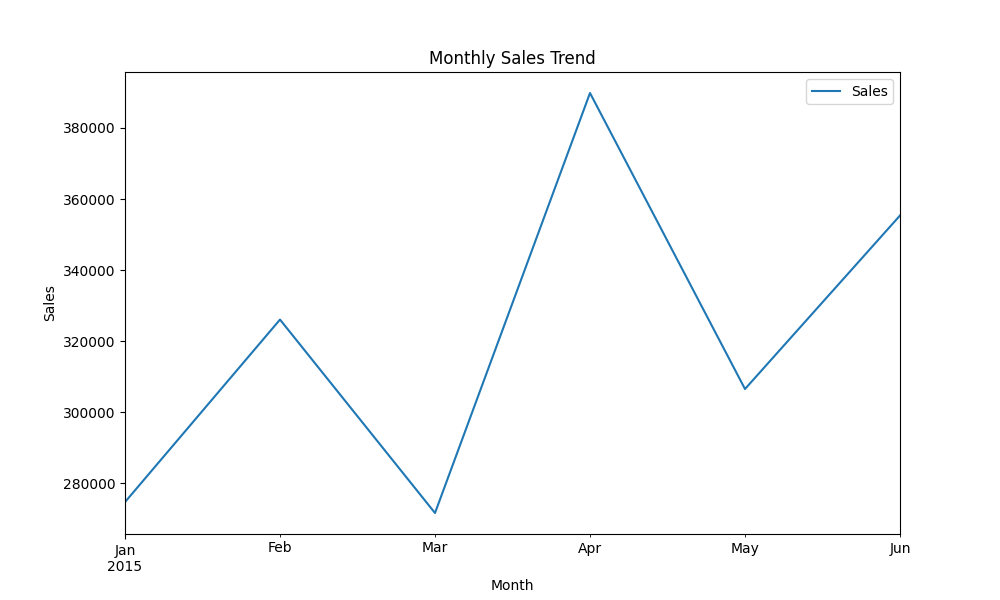 Monthly Sales Trend
Sales
380000
360000
340000
320000
300000
280000
Sales
Jan Feb Mar Apr May Jun
2015
Month